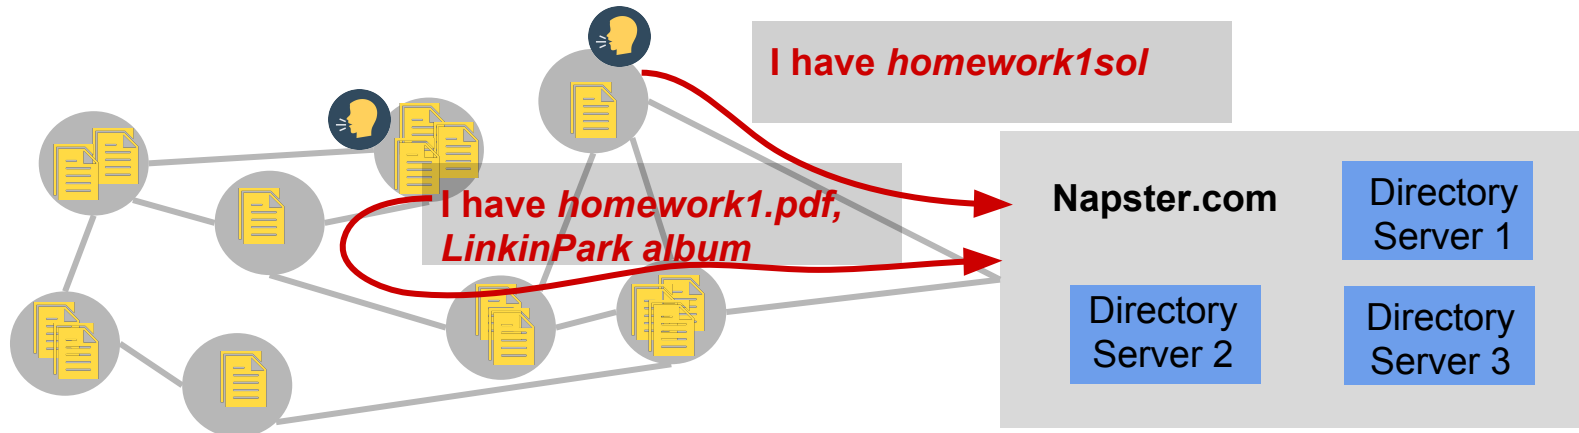 I have homework1sol
I have homework1.pdf,
LinkinPark album
Napster.com
Directory
Server 1
Directory
Server 2
Directory
Server 3